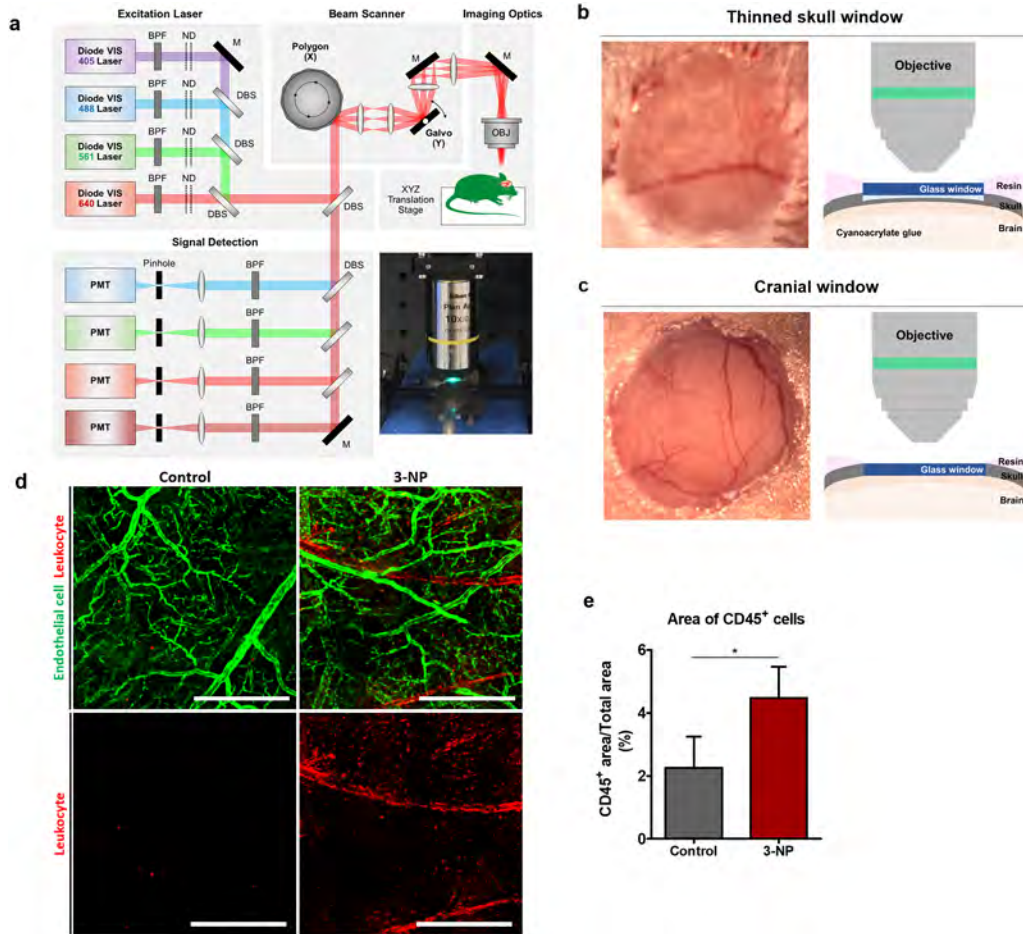 a
Excitation Laser
Beam Scanner
Imaging Optics
BPF
ND
M
Diode VIS
405 Laser
DBS
BPF
ND
Diode VIS
488 Laser
DBS
BPF
ND
Diode VIS
561 Laser
BPF
ND
Diode VIS
640 Laser
DBS
Polygon
(X)
M
Galvo
(Y)
M
OBJ
XYZ
Translation
Stage
DBS
Signal Detection
Pinhole
BPF
DBS
PMT
BPF
PMT
BPF
PMT
BPF
PMT
M
10x/
b
Thinned skull window
Objective
Glass window
Resin
Skull
Brain
Cyanoacrylate glue
c
Cranial window
Objective
Glass window
Resin
Skull
Brain
d
Control
3-NP
Endothelial cell Leukocyte
Leukocyte
e
Area of CD45+ cells
CD45+ area/Total area
(%)
6
4
2
0
*
Control
3-NP